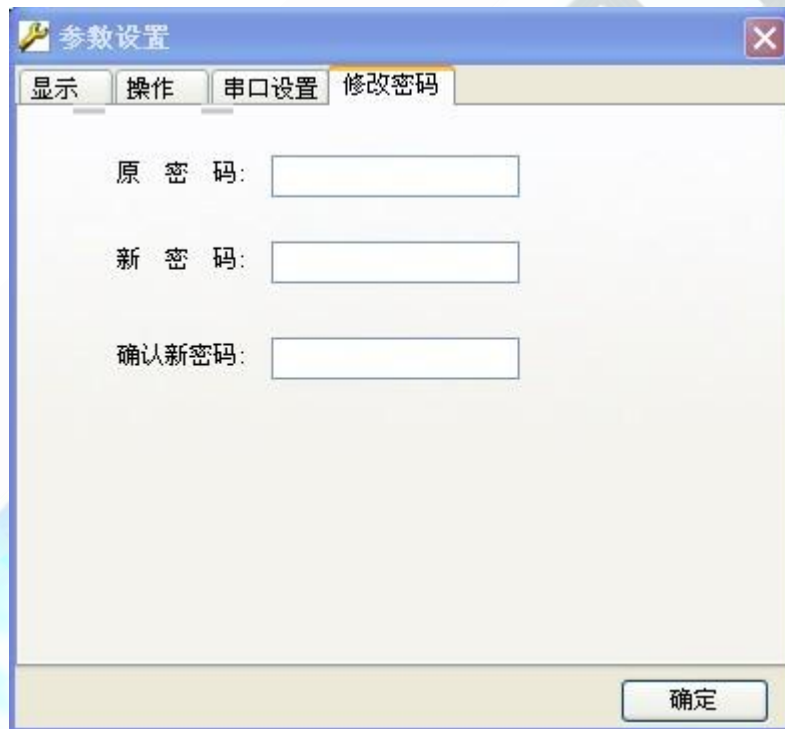 参数设置
显示 操作 串口设置 修改密码
原 密 码:
新 密 码:
确认新密码:
确定